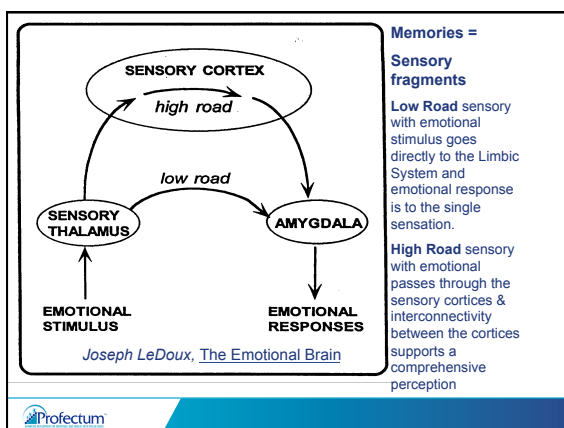 SENSORY CORTEX
high road
low road
SENSORY
THALAMUS
AMYGDALA
EMOTIONAL
STIMULUS
EMOTIONAL
RESPONSES
Joseph LeDoux, The Emotional Brain
Memories =
Sensory
fragments
Low Road sensory
with emotional
stimulus goes
directly to the Limbic
System and
emotional response
is to the single
sensation.
High Road sensory
with emotional
passes through the
sensory cortices &
interconnectivity
between the cortices
supports a
comprehensive
perception
Profectum™